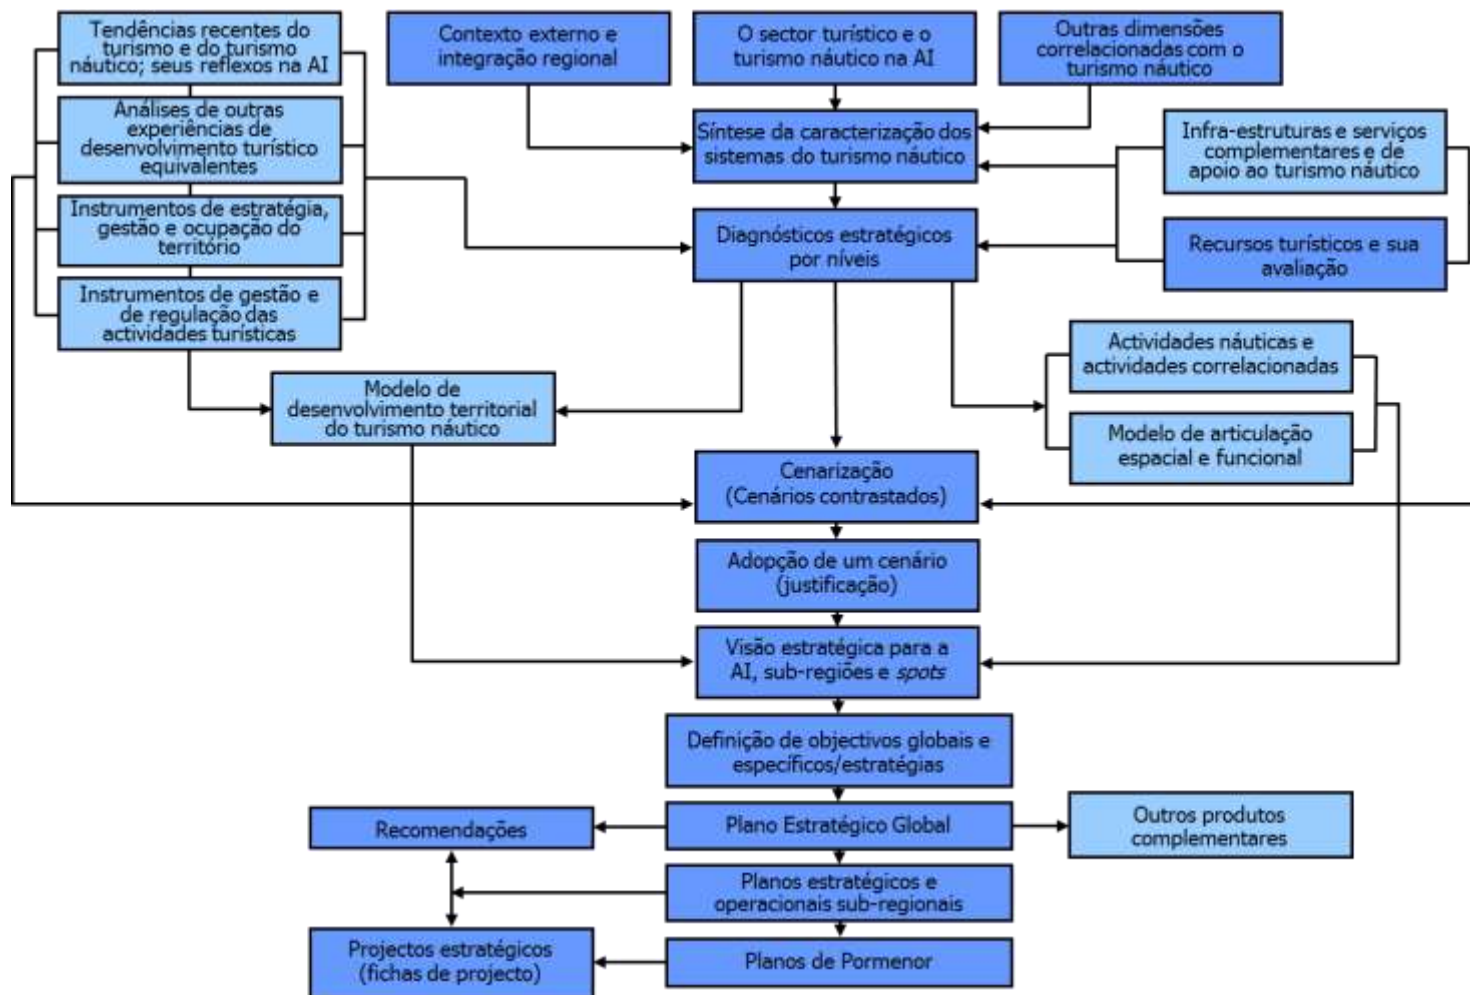 Tendências recentes do
turismo e do turismo
náutico; seus reflexos na AI
Contexto externo e
integração regional
O sector turístico e o
turismo náutico na AI
Outras dimensões
correlacionadas com o
turismo náutico
Análises de outras
experiências de
desenvolvimento turístico
equivalentes
Síntese da caracterização dos
sistemas do turismo náutico
Infra-estruturas e serviços
complementares e de
apoio ao turismo náutico
Instrumentos de estratégia,
gestão e ocupação do
território
Diagnósticos estratégicos
por níveis
Recursos turísticos e sua
avaliação
Instrumentos de gestão e
de regulação das
actividades turísticas
Actividades náuticas e
actividades correlacionadas
Modelo de
desenvolvimento territorial
do turismo náutico
Modelo de articulação
espacial e funcional
Cenarização
(Cenários contrastados)
Adopção de um cenário
(justificação)
Visão estratégica para a
AI, sub-regiões e spots
Definição de objectivos globais e
específicos/estratégias
Recomendações
Plano Estratégico Global
Outros produtos
complementares
Planos estratégicos e
operacionais sub-regionais
Projectos estratégicos
(fichas de projecto)
Planos de Pormenor